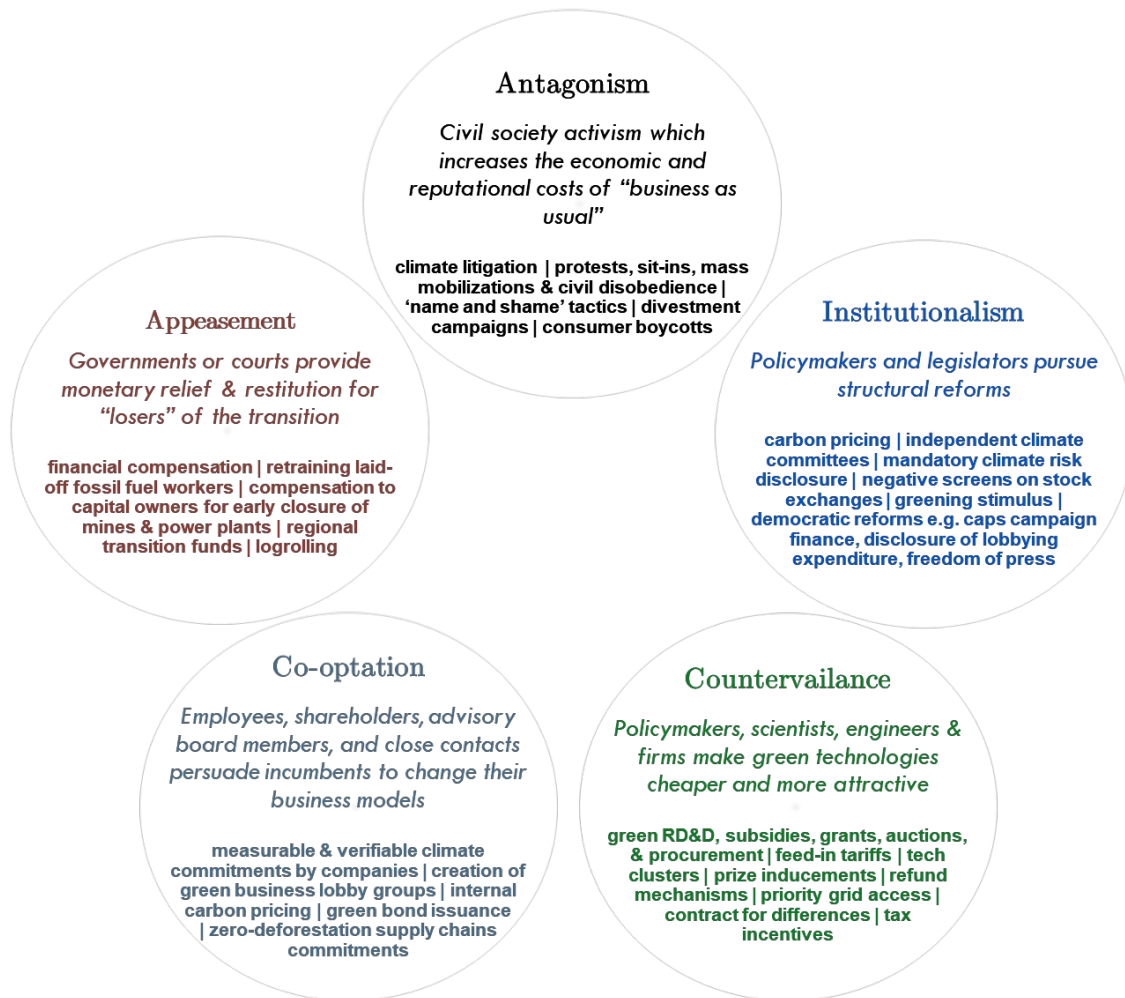 Antagonism
Civil society activism which
increases the economic and
reputational costs of “business as
usual”
climate litigation | protests, sit-ins, mass
mobilizations & civil disobedience |
‘name and shame’ tactics | divestment
campaigns | consumer boycotts
Appeasement
Governments or courts provide
monetary relief & restitution for
“losers” of the transition
financial compensation | retraining laid-
off fossil fuel workers | compensation to
capital owners for early closure of
mines & power plants | regional
transition funds | logrolling
Institutionalism
Policymakers and legislators pursue
structural reforms
carbon pricing | independent climate
committees | mandatory climate risk
disclosure | negative screens on stock
exchanges | greening stimulus |
democratic reforms e.g. caps campaign
finance, disclosure of lobbying
expenditure, freedom of press
Co-optation
Employees, shareholders, advisory
board members, and close contacts
persuade incumbents to change their
business models
measurable & verifiable climate
commitments by companies | creation of
green business lobby groups | internal
carbon pricing | green bond issuance
| zero-deforestation supply chains
commitments
Countervailance
Policymakers, scientists, engineers &
firms make green technologies
cheaper and more attractive
green RD&D, subsidies, grants, auctions,
& procurement | feed-in tariffs | tech
clusters | prize inducements | refund
mechanisms | priority grid access |
contract for differences | tax
incentives